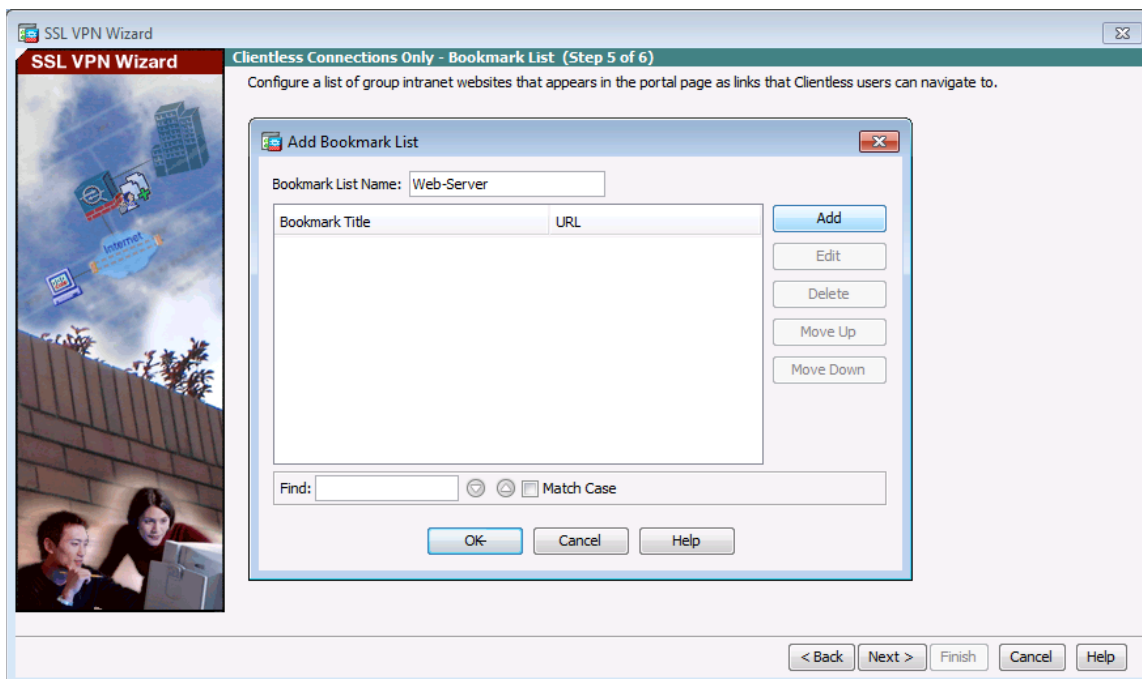 SSL VPN Wizard
SSL VPN Wizard
Clientless Connections Only - Bookmark List (Step 5 of 6)
Configure a list of group intranet websites that appears in the portal page as links that Clientless users can navigate to.
Add Bookmark List
Bookmark List Name: Web-Server
Bookmark Title URL
Add
Edit
Delete
Move Up
Move Down
Internet
Find: Match Case
OK Cancel Help
< Back Next > Finish Cancel Help